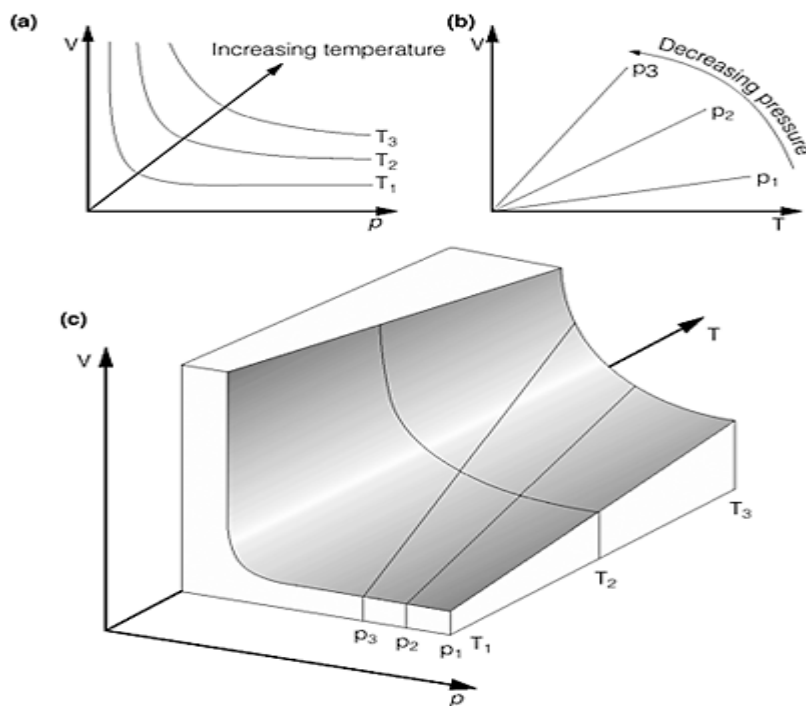 (a)
V
Increasing temperature
T3
T2
T1
p
(b)
V
Decreasing pressure
p3
p2
p1
T
(c)
V
T
T3
T2
p3 p2 p1 T1
p